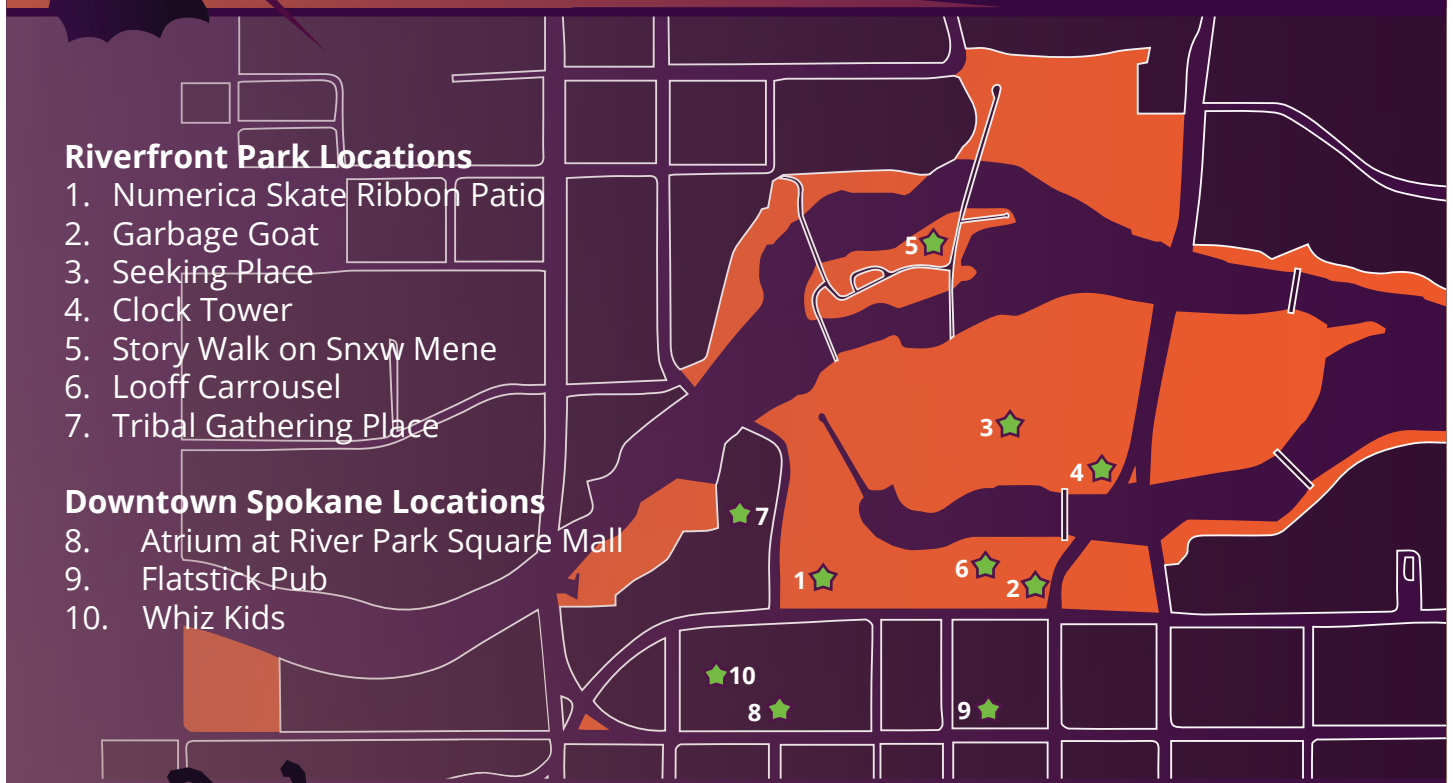 Riverfront Park Locations
1. Numerica Skate Ribbon Patio
2. Garbage Goat
3. Seeking Place
4. Clock Tower
5. Story Walk on Snxw Mene
6. Looff Carrousel
7. Tribal Gathering Place
Downtown Spokane Locations
8. Atrium at River Park Square Mall
9. Flatstick Pub
10. Whiz Kids
5
3
4
7
1
6
2
10
8
9